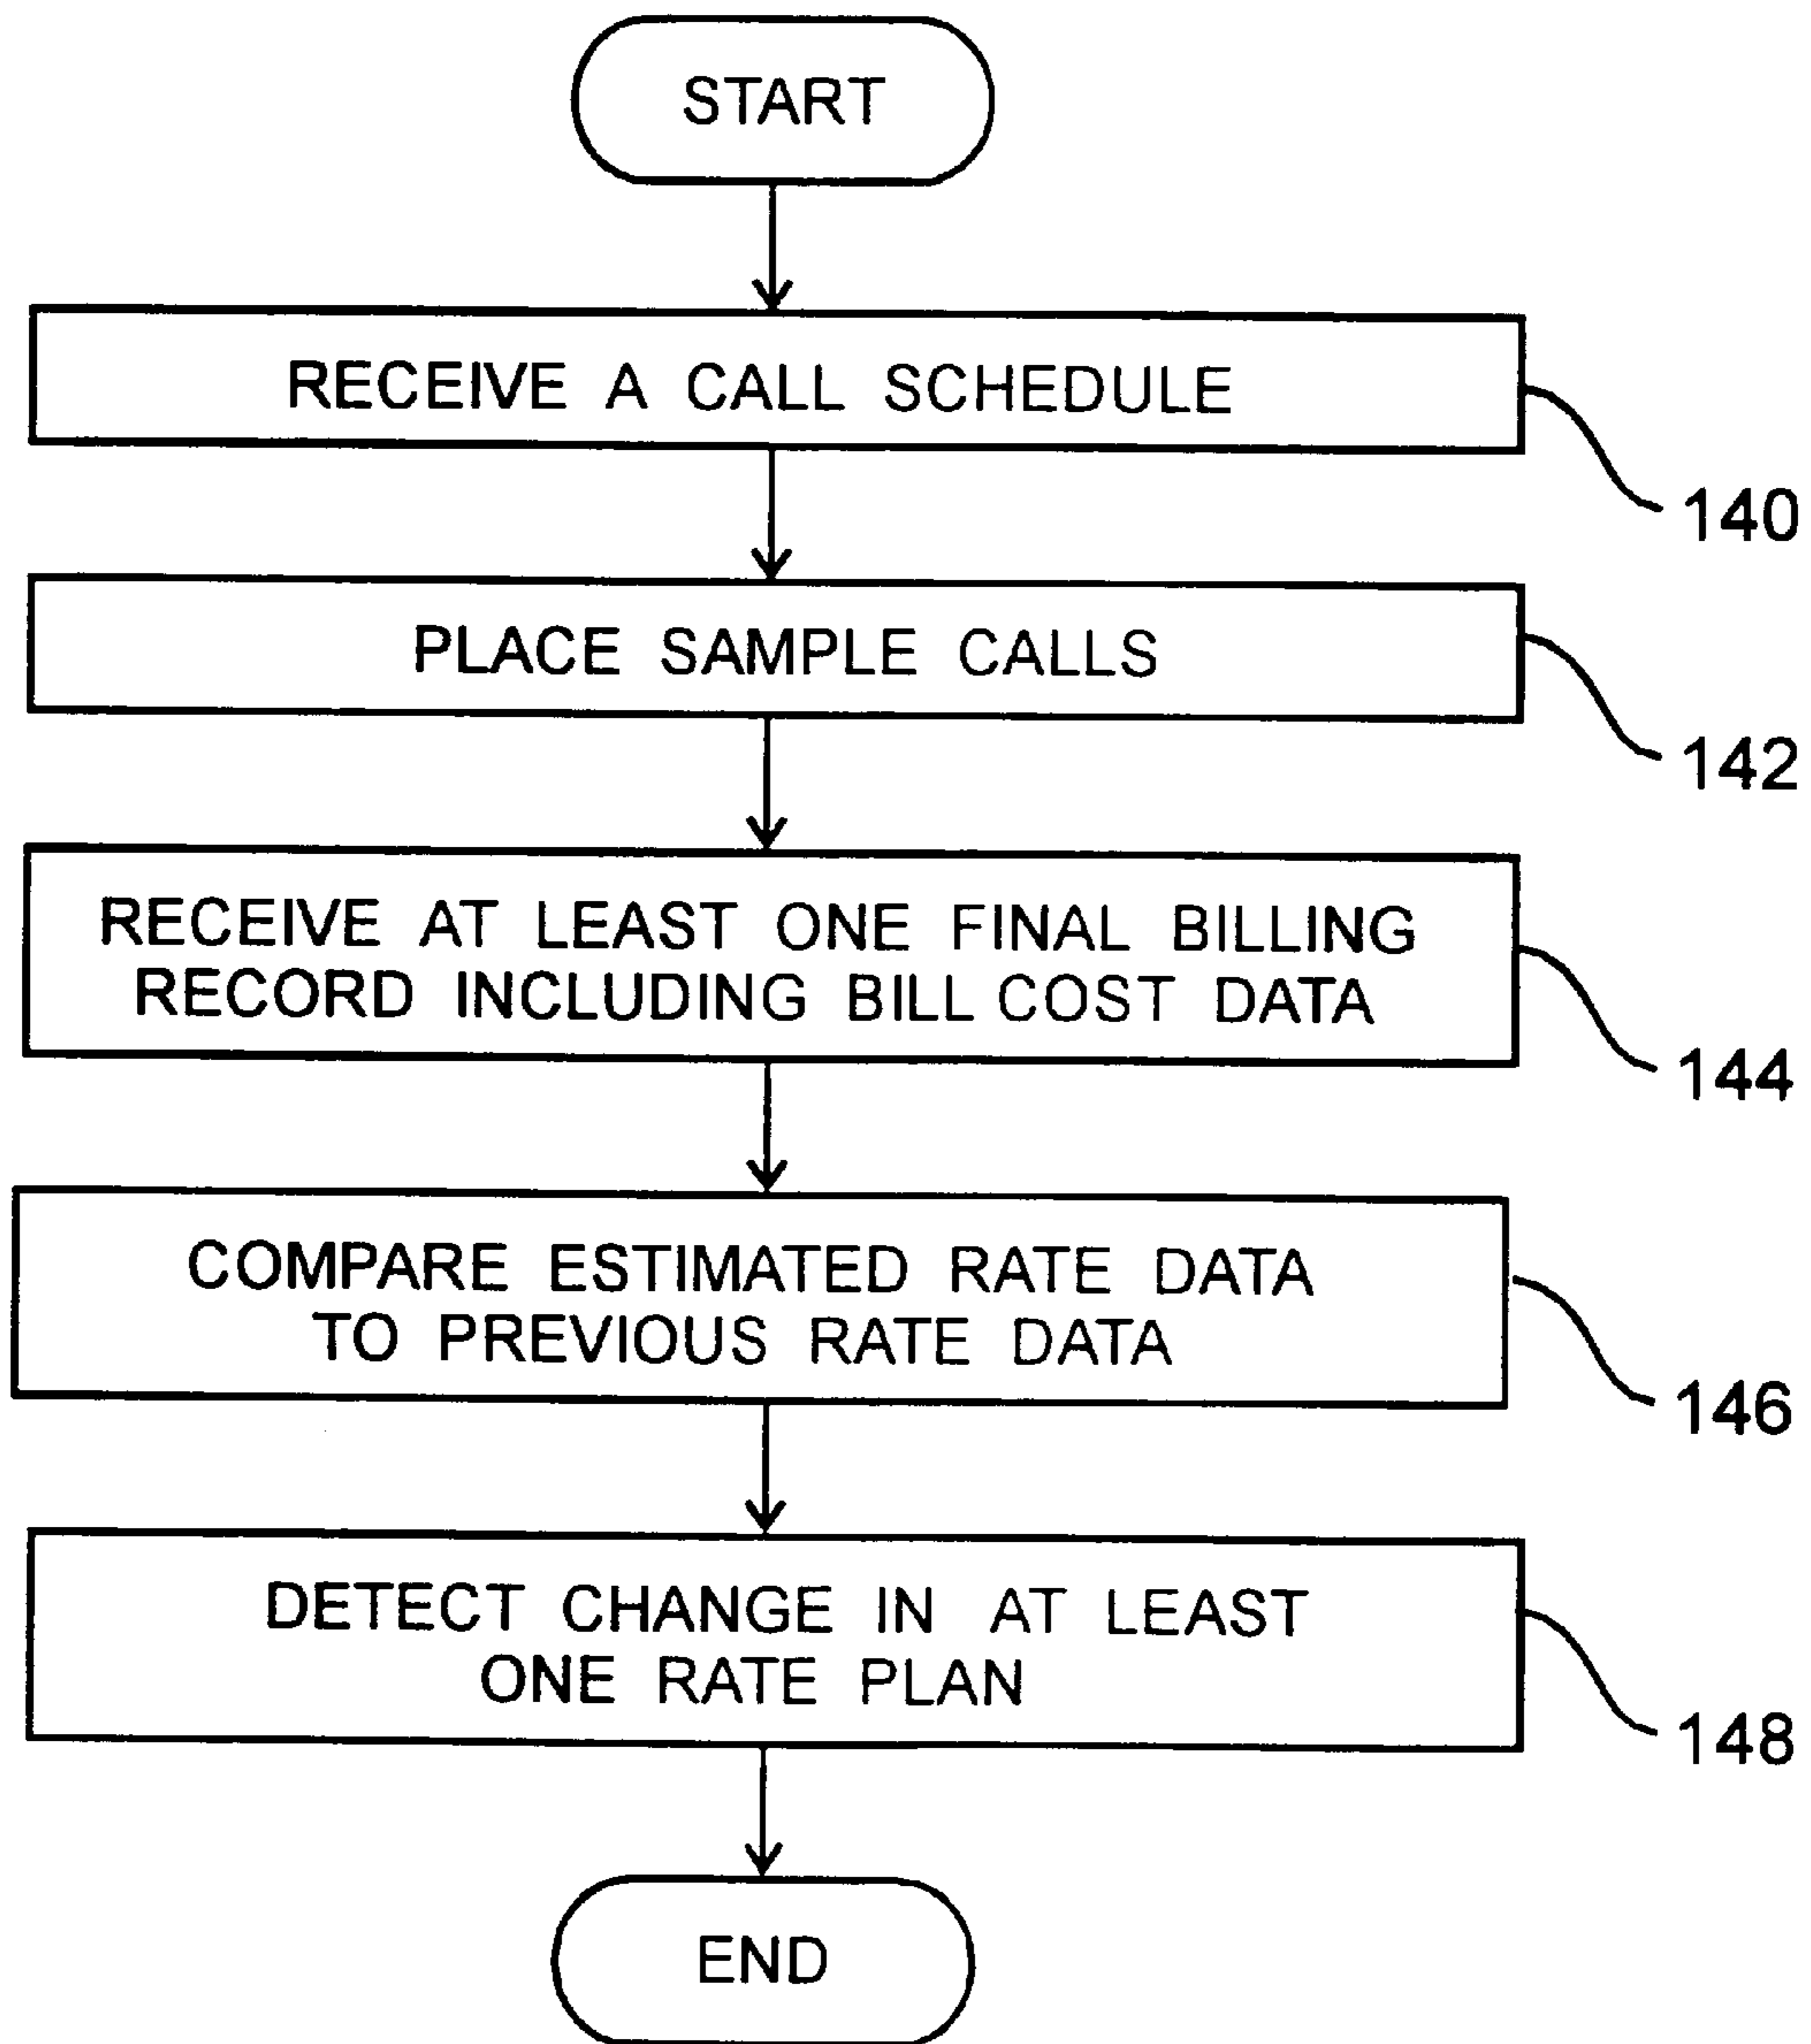 START
RECEIVE A CALL SCHEDULE
140
PLACE SAMPLE CALLS
142
RECEIVE AT LEAST ONE FINAL BILLING
RECORD INCLUDING BILL COST DATA
144
COMPARE ESTIMATED RATE DATA
TO PREVIOUS RATE DATA
146
DETECT CHANGE IN AT LEAST
ONE RATE PLAN
148
END